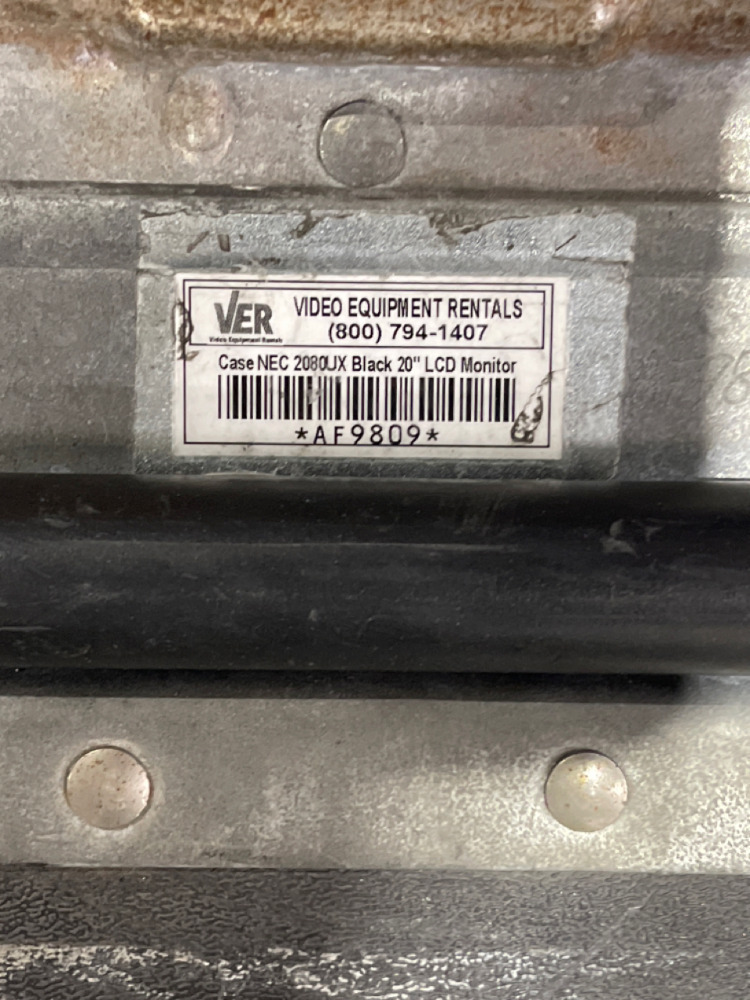 VER
Video Equipment Rentals
VIDEO EQUIPMENT RENTALS
(800) 794-1407
Case NEC 2080UX Black 20" LCD Monitor
*AF9809*